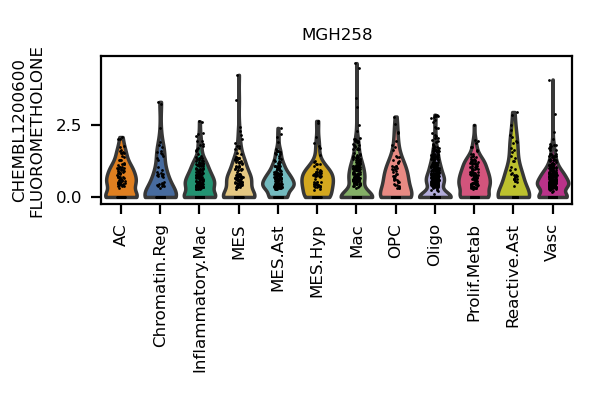 MGH258
CHEMBL1200600
FLUOROMETHOLONE
2.5
0.0
AC
Chromatin.Reg
Inflammatory.Mac
MES
MES.Ast
MES.Hyp
Mac
OPC
Oligo
Prolif.Metab
Reactive.Ast
Vasc